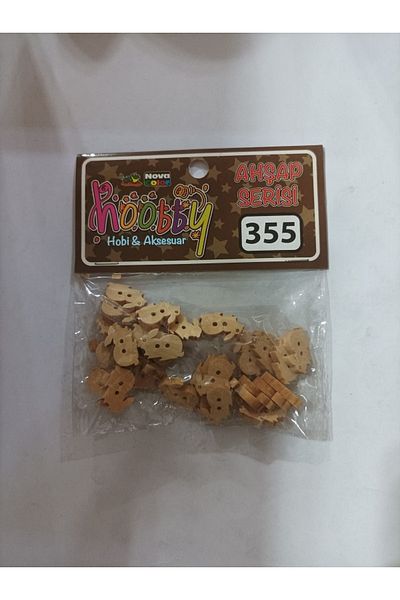 Nova
Color
hoobby
Hobi & Aksesuar
AHŞAP
SERİSİ
355